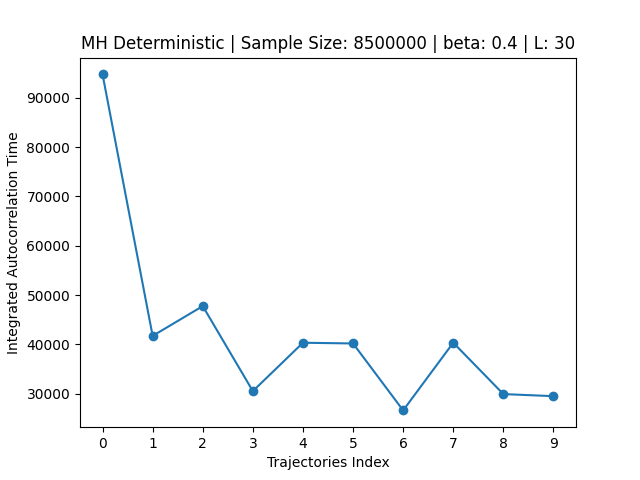 MH Deterministic | Sample Size: 8500000 | beta: 0.4 | L: 30
Integrated Autocorrelation Time
90000
80000
70000
60000
50000
40000
30000
0 1 2 3 4 5 6 7 8 9
Trajectories Index